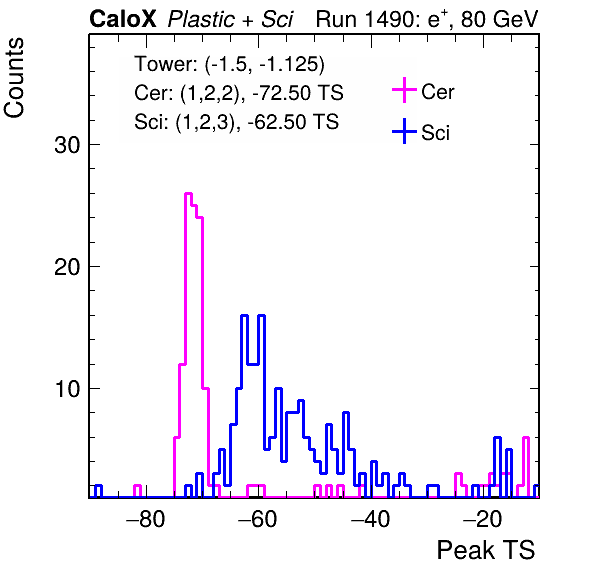 CaloX Plastic + Sci Run 1490: e+, 80 GeV
Counts
Tower: (-1.5, -1.125)
Cer: (1,2,2), -72.50 TS
Sci: (1,2,3), -62.50 TS
Cer
Sci
30
20
10
−80 −60 −40 −20
Peak TS